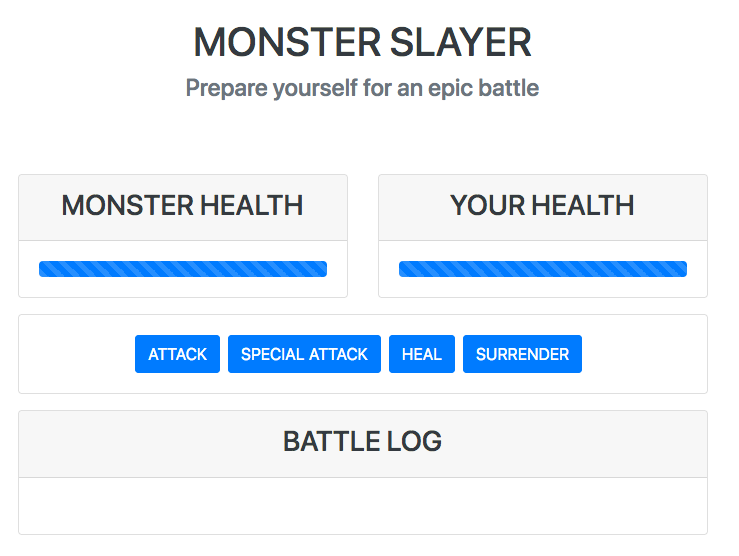 MONSTER SLAYER
Prepare yourself for an epic battle
MONSTER HEALTH
YOUR HEALTH
ATTACK
SPECIAL ATTACK
HEAL
SURRENDER
BATTLE LOG